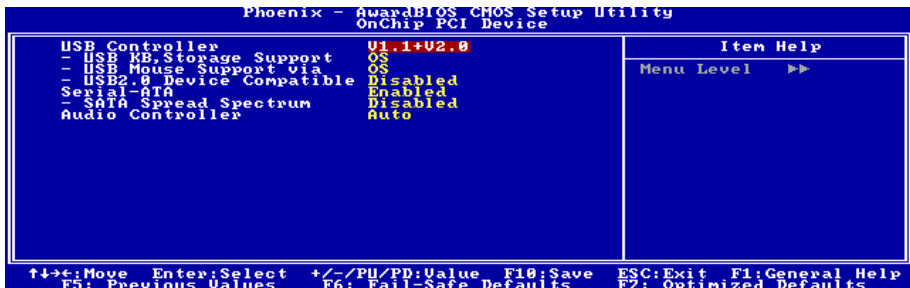 Phoenix - AwardBIOS CMOS Setup Utility
OnChip PCI Device
USB Controller V1.1+V2.0
- USB KB,Storage Support OS
- USB Mouse Support via OS
- USB2.0 Device Compatible Disabled
Serial-ATA Enabled
- SATA Spread Spectrum Disabled
Audio Controller Auto
Item Help
Menu Level ▶▶
↑↓→←:Move Enter:Select +/-/PU/PD:Value F10:Save ESC:Exit F1:General Help
F5: Previous Values F6: Fail-Safe Defaults F7: Optimized Defaults